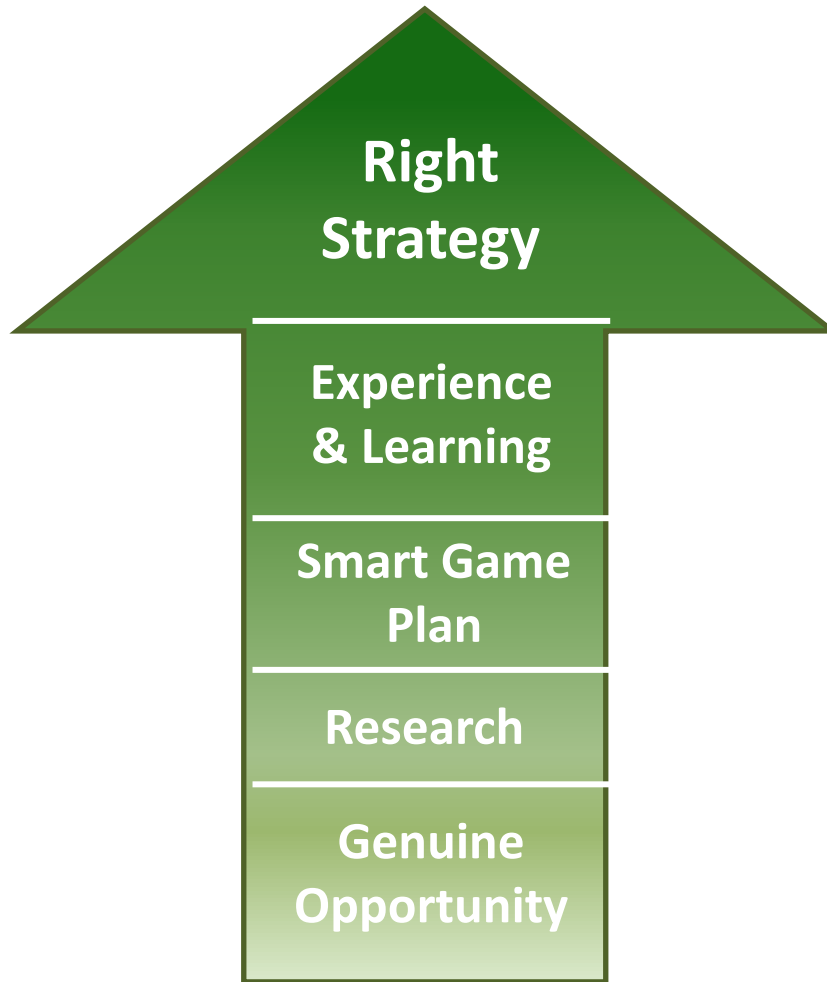 Right
Strategy
Experience
& Learning
Smart Game
Plan
Research
Genuine
Opportunity